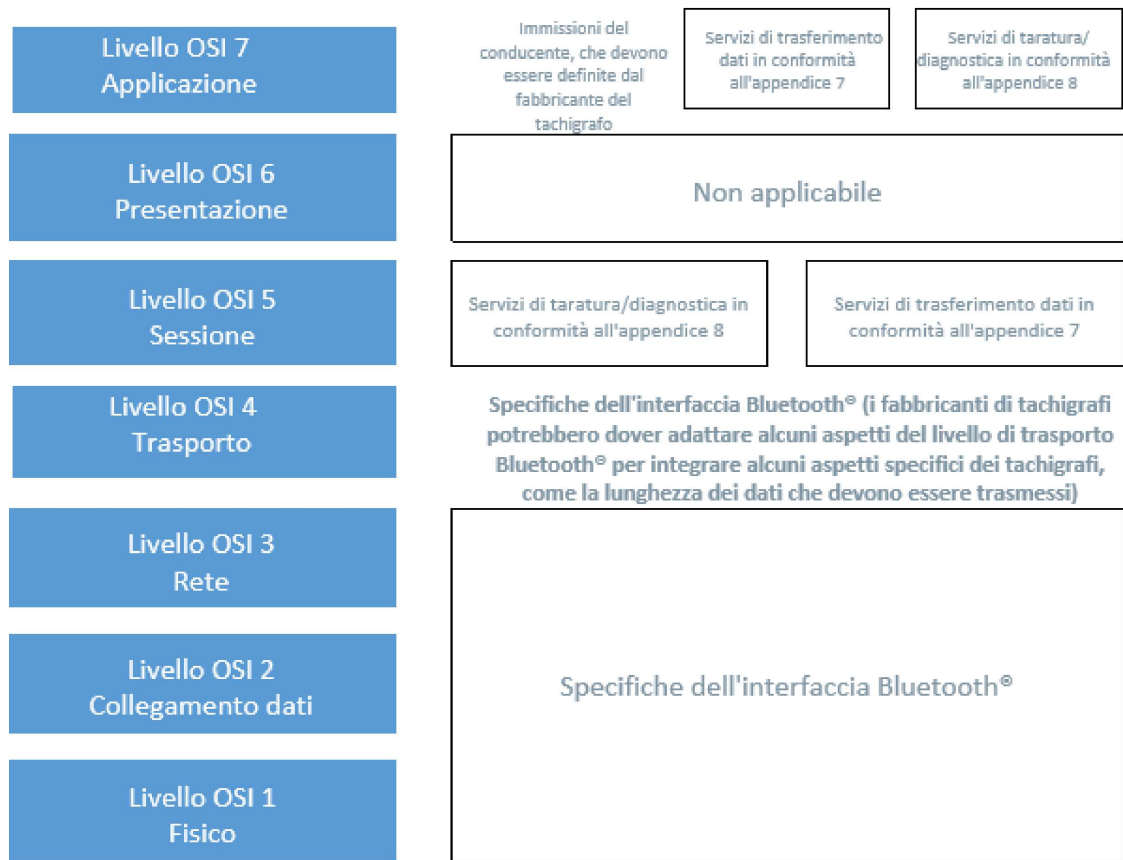 Livello OSI 7
Applicazione
Immissioni del
conducente, che devono
essere definite dal
fabbricante del
tachigrafo
Servizi di trasferimento
dati in conformità
all'appendice 7
Servizi di taratura/
diagnostica in conformità
all'appendice 8
Livello OSI 6
Presentazione
Non applicabile
Livello OSI 5
Sessione
Servizi di taratura/diagnostica in
conformità all'appendice 8
Servizi di trasferimento dati in
conformità all'appendice 7
Livello OSI 4
Trasporto
Specifiche dell'interfaccia Bluetooth® (i fabbricanti di tachigrafi
potrebbero dover adattare alcuni aspetti del livello di trasporto
Bluetooth® per integrare alcuni aspetti specifici dei tachigrafi,
come la lunghezza dei dati che devono essere trasmessi)
Livello OSI 3
Rete
Livello OSI 2
Collegamento dati
Specifiche dell'interfaccia Bluetooth®
Livello OSI 1
Fisico